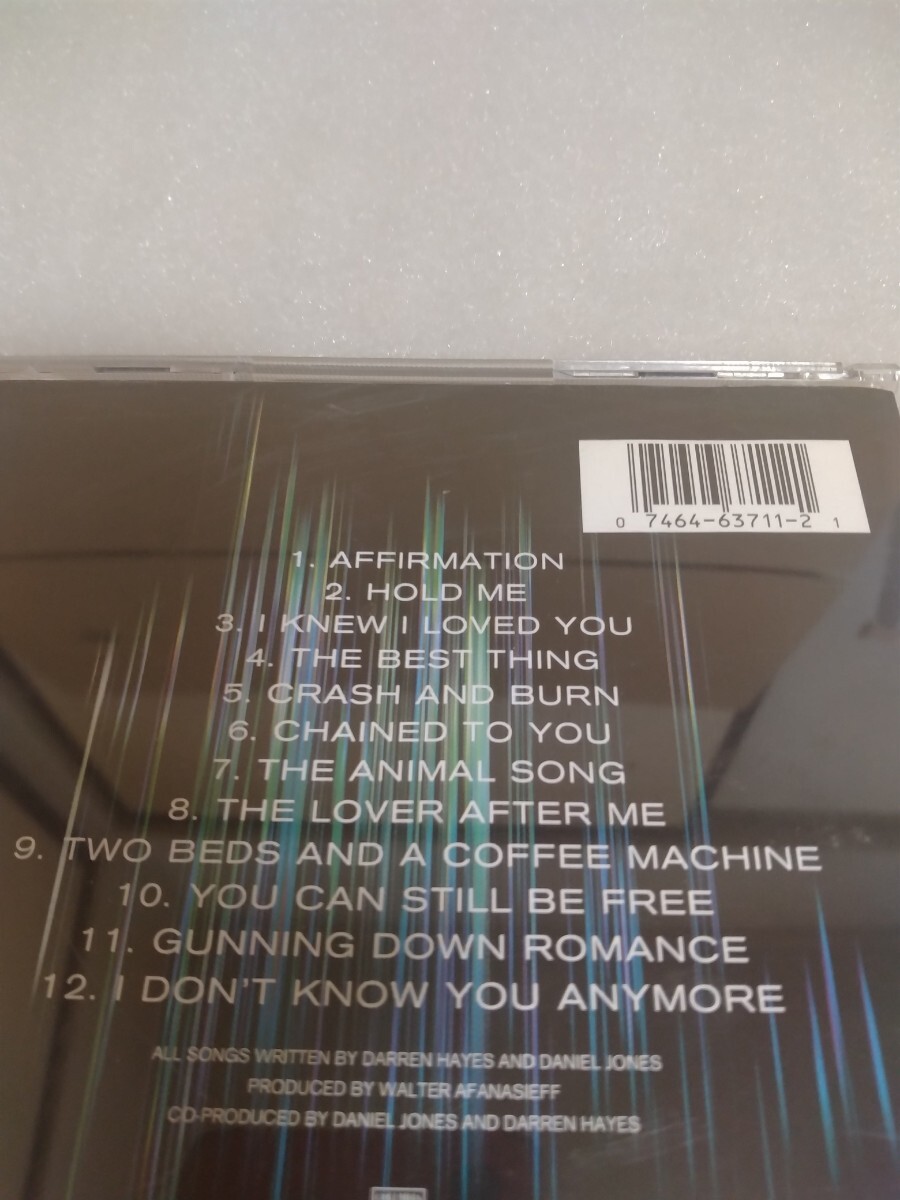 0 7464-63711-2 1
1. AFFIRMATION
2. HOLD ME
3. I KNEW I LOVED YOU
4. THE BEST THING
5. CRASH AND BURN
6. CHAINED TO YOU
7. THE ANIMAL SONG
8. THE LOVER AFTER ME
9. TWO BEDS AND A COFFEE MACHINE
10. YOU CAN STILL BE FREE
11. GUNNING DOWN ROMANCE
12. I DON'T KNOW YOU ANYMORE
ALL SONGS WRITTEN BY DARREN HAYES AND DANIEL JONES
PRODUCED BY WALTER AFANASIEFF
CO-PRODUCED BY DANIEL JONES AND DARREN HAYES